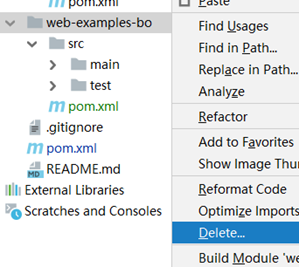 pom.xml
web-examples-bo
src
main
test
pom.xml
.gitignore
pom.xml
README.md
External Libraries
Scratches and Consoles
Paste
Find Usages
Find in Path...
Replace in Path...
Analyze
Refactor
Add to Favorites
Show Image Thu
Reformat Code
Optimize Imports
Delete...
Build Module 'we